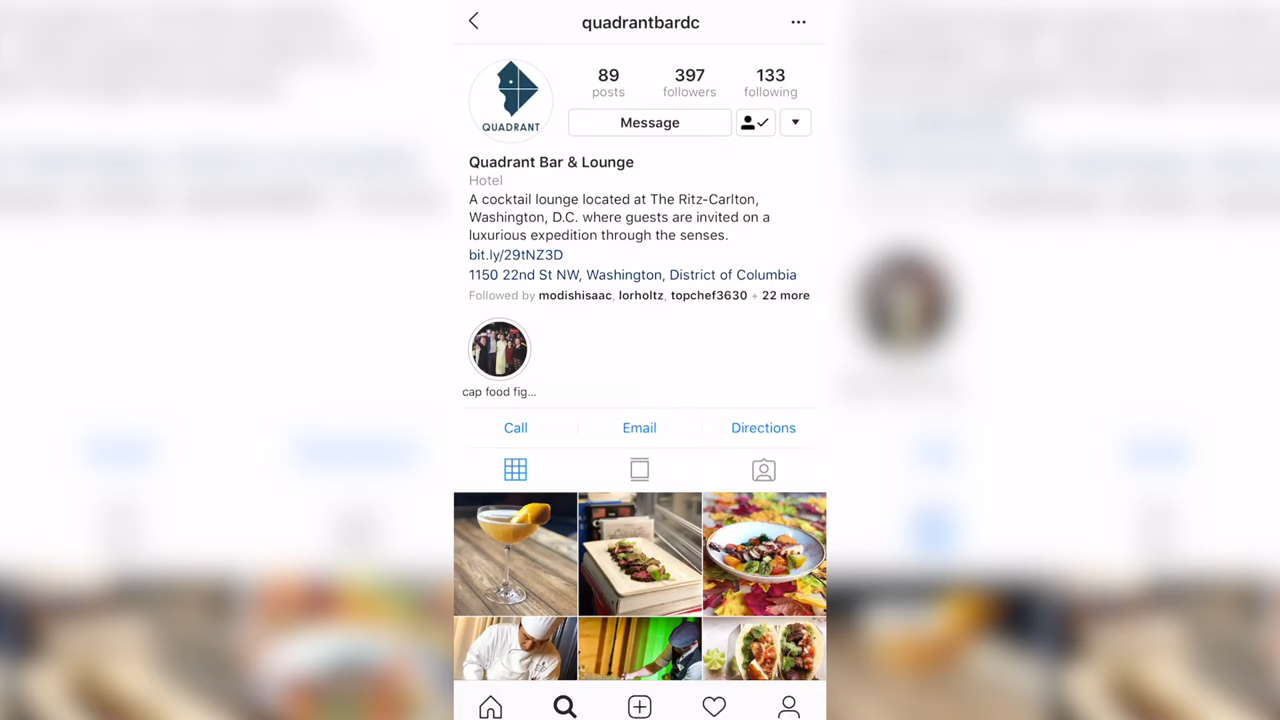 quadrantbardc
89 397 133
posts followers following
QUADRANT
Message
Quadrant Bar & Lounge
Hotel
A cocktail lounge located at The Ritz-Carlton,
Washington, D.C. where guests are invited on a
luxurious expedition through the senses.
bit.ly/29tNZ3D
1150 22nd St NW, Washington, District of Columbia
Followed by modishisaac, lorholtz, topchef3630 + 22 more
cap food fig...
Call Email Directions